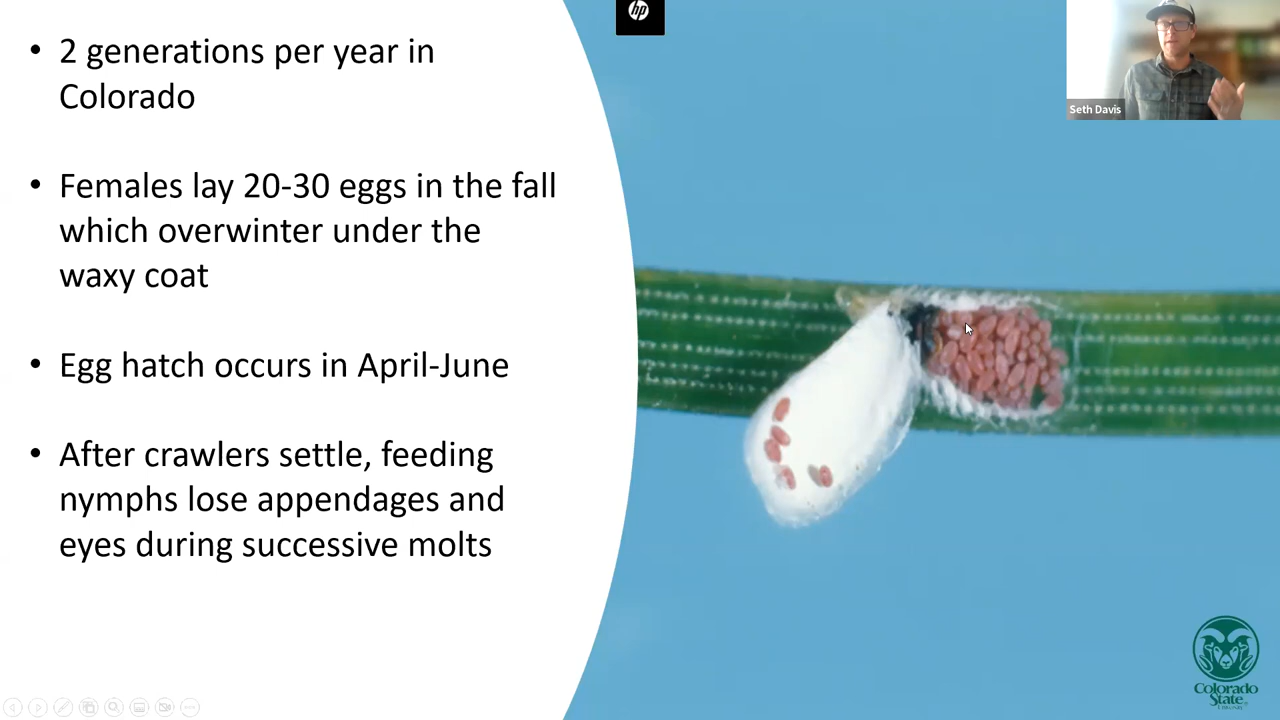 • 2 generations per year in
Colorado
• Females lay 20-30 eggs in the fall
which overwinter under the
waxy coat
• Egg hatch occurs in April-June
• After crawlers settle, feeding
nymphs lose appendages and
eyes during successive molts
hp
Seth Davis
Colorado
State
University